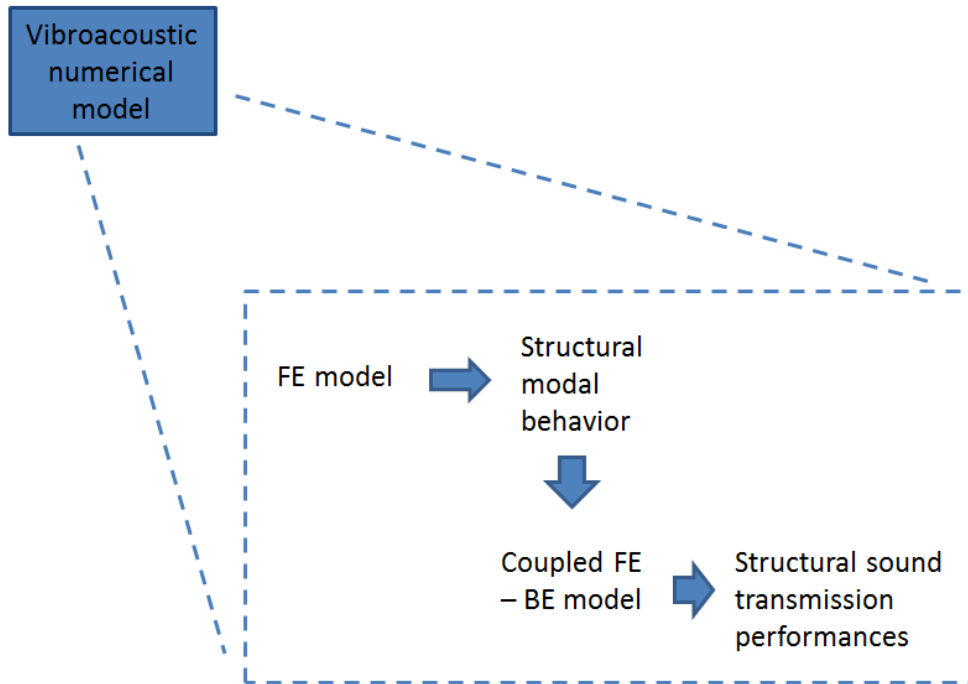 Vibroacoustic
numerical
model
FE model
Structural
modal
behavior
Coupled FE
– BE model
Structural sound
transmission
performances